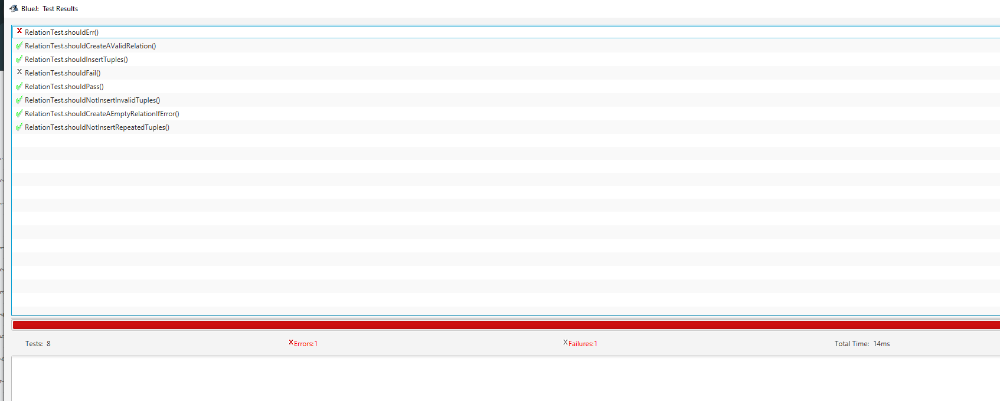 BlueJ: Test Results
x RelationTest.shouldErr()
RelationTest.shouldCreateAValidRelation()
RelationTest.shouldInsertTuples()
x RelationTest.shouldFail()
RelationTest.shouldPass()
RelationTest.shouldNotInsertInvalidTuples()
RelationTest.shouldCreateAEmptyRelationIfError()
RelationTest.shouldNotInsertRepeatedTuples()
Tests: 8 xErrors:1 xFailures:1 Total Time: 14ms